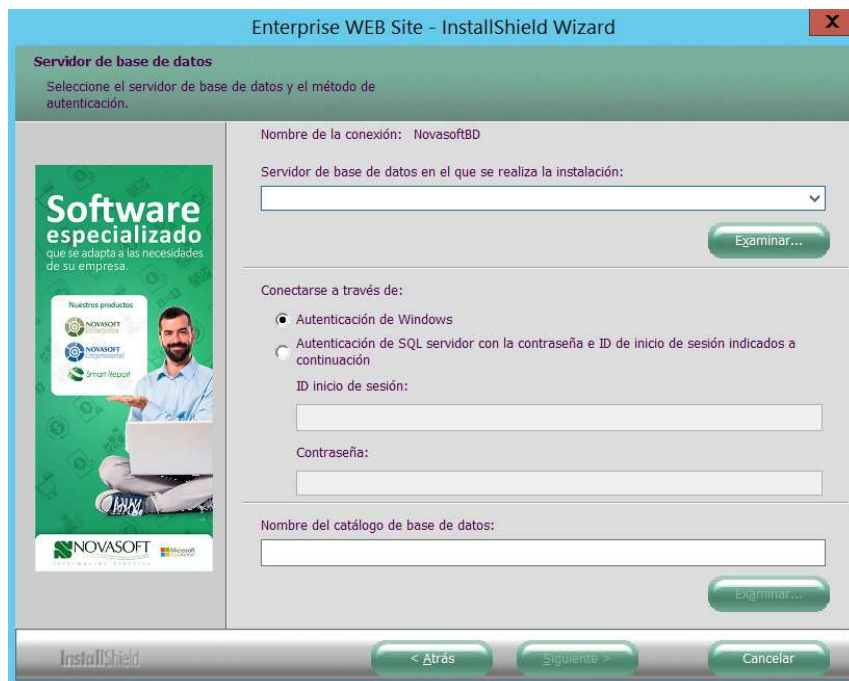 Enterprise WEB Site - InstallShield Wizard
X
Servidor de base de datos
Seleccione el servidor de base de datos y el método de
autenticación.
Nombre de la conexión: NovasoftBD
Servidor de base de datos en el que se realiza la instalación:
Examinar...
Software
especializado
que se adapta a las necesidades
de su empresa.
Nuestros productos
NOVASOFT
Enterprise
NOVASOFT
Empresarial
Smart Report
NOVASOFT
Microsoft
Conectarse a través de:
Autenticación de Windows
Autenticación de SQL servidor con la contraseña e ID de inicio de sesión indicados a
continuación
ID inicio de sesión:
Contraseña:
Nombre del catálogo de base de datos:
Examinar...
InstallShield
< Atrás
Siguiente >
Cancelar